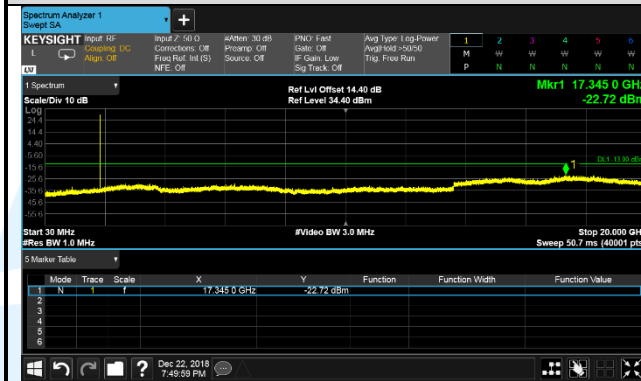 Spectrum Analyzer 1
Swept SA
+
KEYSIGHT Input: RF Input Z: 50 Ω #Atten: 30 dB PNO: Fast Avg Type: Log-Power 1 2 3 4 5 6
L Coupling: DC Corrections: Off Preamp: Off Gate: Off Avg|Hold >50/50 M W W W W W
Align: Off Freq Ref: Int (S) Source: Off IF Gain: Low Trig: Free Run P N N N N N
LXI NFE: Off Sig Track: Off
1 Spectrum Mkr1 17.345 0 GHz
Ref Lvl Offset 14.40 dB
Scale/Div 10 dB Ref Level 34.40 dBm -22.72 dBm
Log
24.4
14.4
4.40
-5.60
1 DL1 -13.00 dBm
-15.6
-25.6
-35.6
-45.6
-55.6
Start 30 MHz #Video BW 3.0 MHz Stop 20.000 GH
#Res BW 1.0 MHz Sweep 50.7 ms (40001 pts
5 Marker Table
Mode Trace Scale X Y Function Function Width Function Value
1 N 1 f 17.345 0 GHz -22.72 dBm
2
3
4
5
6
? Dec 22, 2018
7:49:59 PM